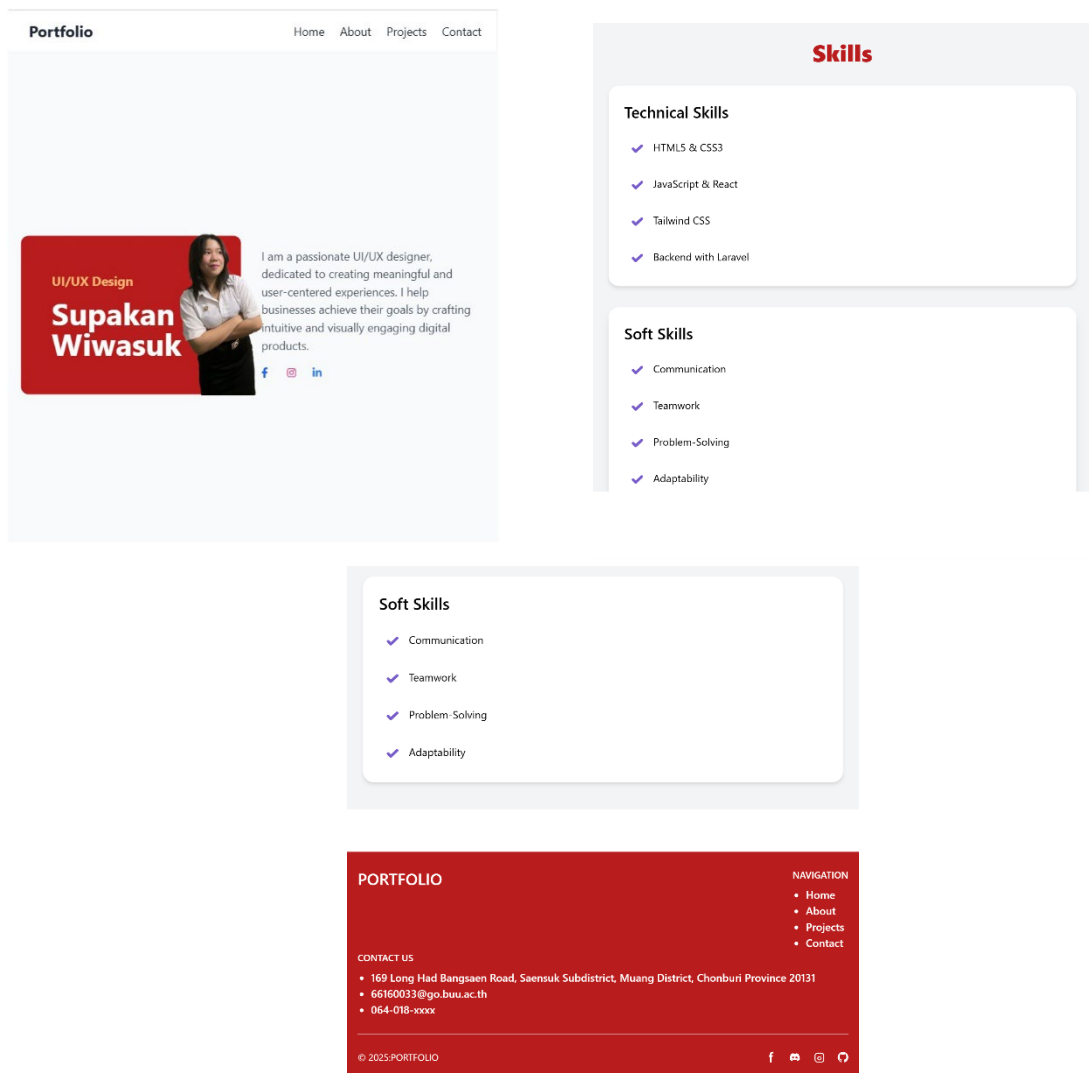 Portfolio
Home About Projects Contact
UI/UX Design
Supakan
Wiwasuk
I am a passionate UI/UX designer,
dedicated to creating meaningful and
user-centered experiences. I help
businesses achieve their goals by crafting
intuitive and visually engaging digital
products.
Skills
Technical Skills
HTML5 & CSS3
JavaScript & React
Tailwind CSS
Backend with Laravel
Soft Skills
Communication
Teamwork
Problem-Solving
Adaptability
Soft Skills
Communication
Teamwork
Problem-Solving
Adaptability
PORTFOLIO
NAVIGATION
Home
About
Projects
Contact
CONTACT US
169 Long Had Bangsaen Road, Saensuk Subdistrict, Muang District, Chonburi Province 20131
66160033@go.buu.ac.th
064-018-xxxx
© 2025:PORTFOLIO